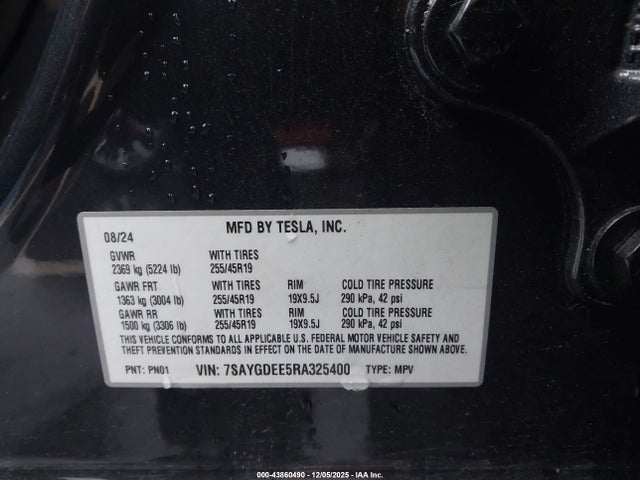 MFD BY TESLA, INC.
08/24
GVWR WITH TIRES
2369 kg (5224 lb) 255/45R19
GAWR FRT WITH TIRES RIM COLD TIRE PRESSURE
1363 kg (3004 lb) 255/45R19 19X9.5J 290 kPa, 42 psi
GAWR RR WITH TIRES RIM COLD TIRE PRESSURE
1500 kg (3306 lb) 255/45R19 19X9.5J 290 kPa, 42 psi
THIS VEHICLE CONFORMS TO ALL APPLICABLE U.S. FEDERAL MOTOR VEHICLE SAFETY AND
THEFT PREVENTION STANDARDS IN EFFECT ON THE DATE OF MANUFACTURE SHOWN ABOVE.
PNT: PN01 VIN: 7SAYGDEE5RA325400 TYPE: MPV
000-43860490 - 12/05/2025 - IAA Inc.